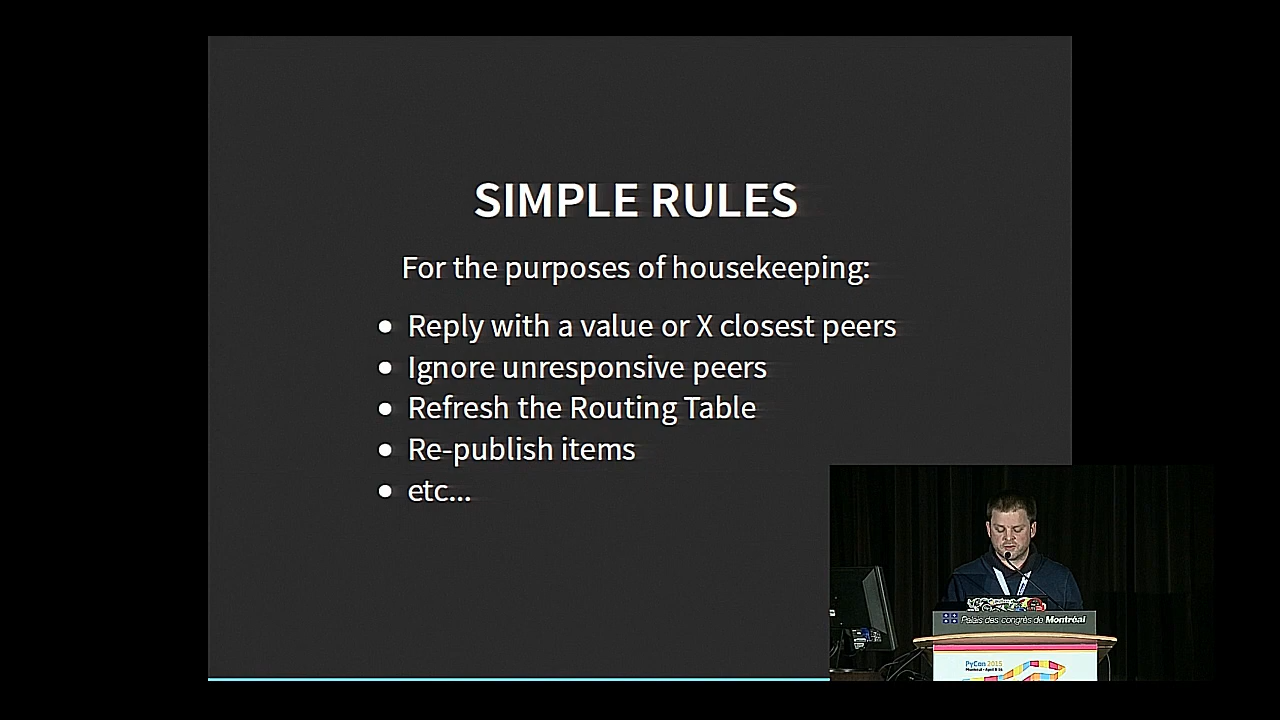 SIMPLE RULES
For the purposes of housekeeping:
Reply with a value or X closest peers
Ignore unresponsive peers
Refresh the Routing Table
Re-publish items
etc...
Palais des congrès de Montréal
PyCon 2015